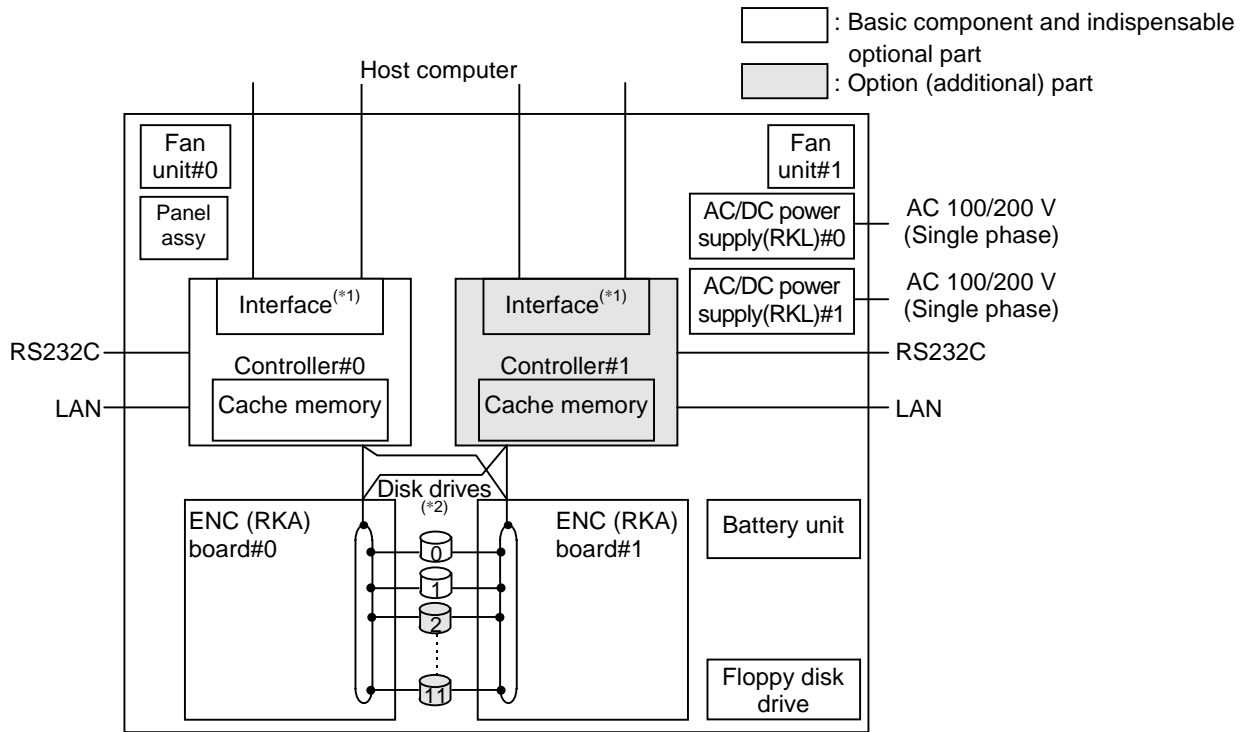 : Basic component and indispensable
optional part
: Option (additional) part
Host computer
Fan
unit#0
Fan
unit#1
Panel
assy
AC/DC power
supply(RKL)#0
AC 100/200 V
(Single phase)
AC/DC power
supply(RKL)#1
AC 100/200 V
(Single phase)
Interface(*1)
Interface(*1)
RS232C
Controller#0
Controller#1
RS232C
LAN
Cache memory
Cache memory
LAN
Disk drives
(*2)
ENC (RKA)
board#0
ENC (RKA)
board#1
Battery unit
0
1
2
11
Floppy disk
drive